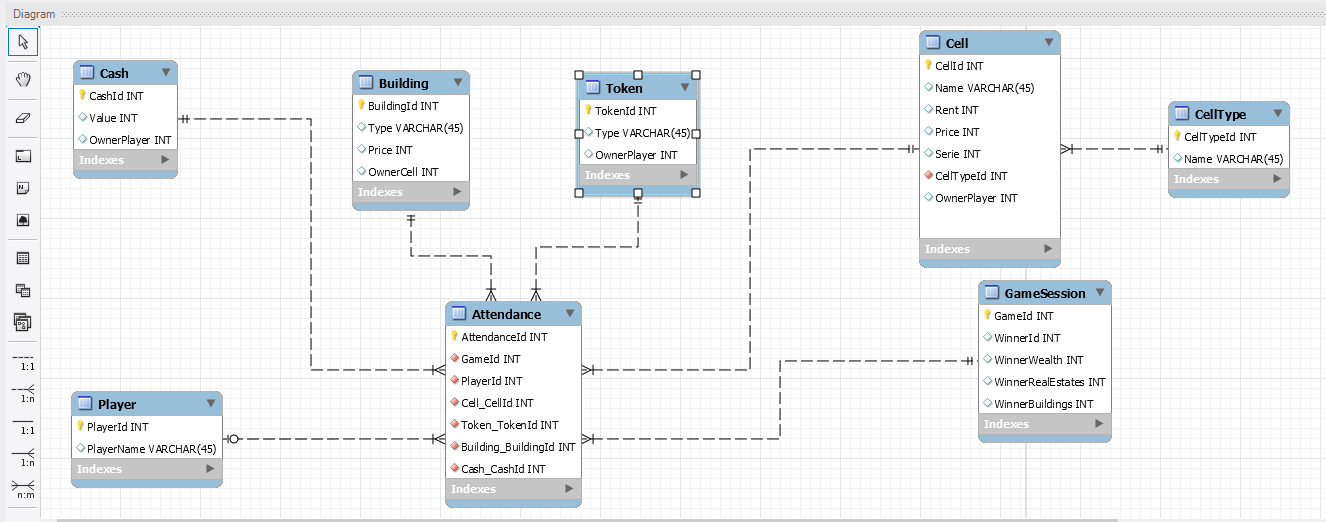 Diagram
Cash
CashId INT
Value INT
OwnerPlayer INT
Indexes
Building
BuildingId INT
Type VARCHAR(45)
Price INT
OwnerCell INT
Indexes
Token
TokenId INT
Type VARCHAR(45)
OwnerPlayer INT
Indexes
Cell
CellId INT
Name VARCHAR(45)
Rent INT
Price INT
Serie INT
CellTypeId INT
OwnerPlayer INT
Indexes
CellType
CellTypeId INT
Name VARCHAR(45)
Indexes
Attendance
AttendanceId INT
GameId INT
PlayerId INT
Cell_CellId INT
Token_TokenId INT
Building_BuildingId INT
Cash_CashId INT
Indexes
GameSession
GameId INT
WinnerId INT
WinnerWealth INT
WinnerRealEstates INT
WinnerBuildings INT
Indexes
Player
PlayerId INT
PlayerName VARCHAR(45)
Indexes
1:1
1:n
1:1
1:n
n:m